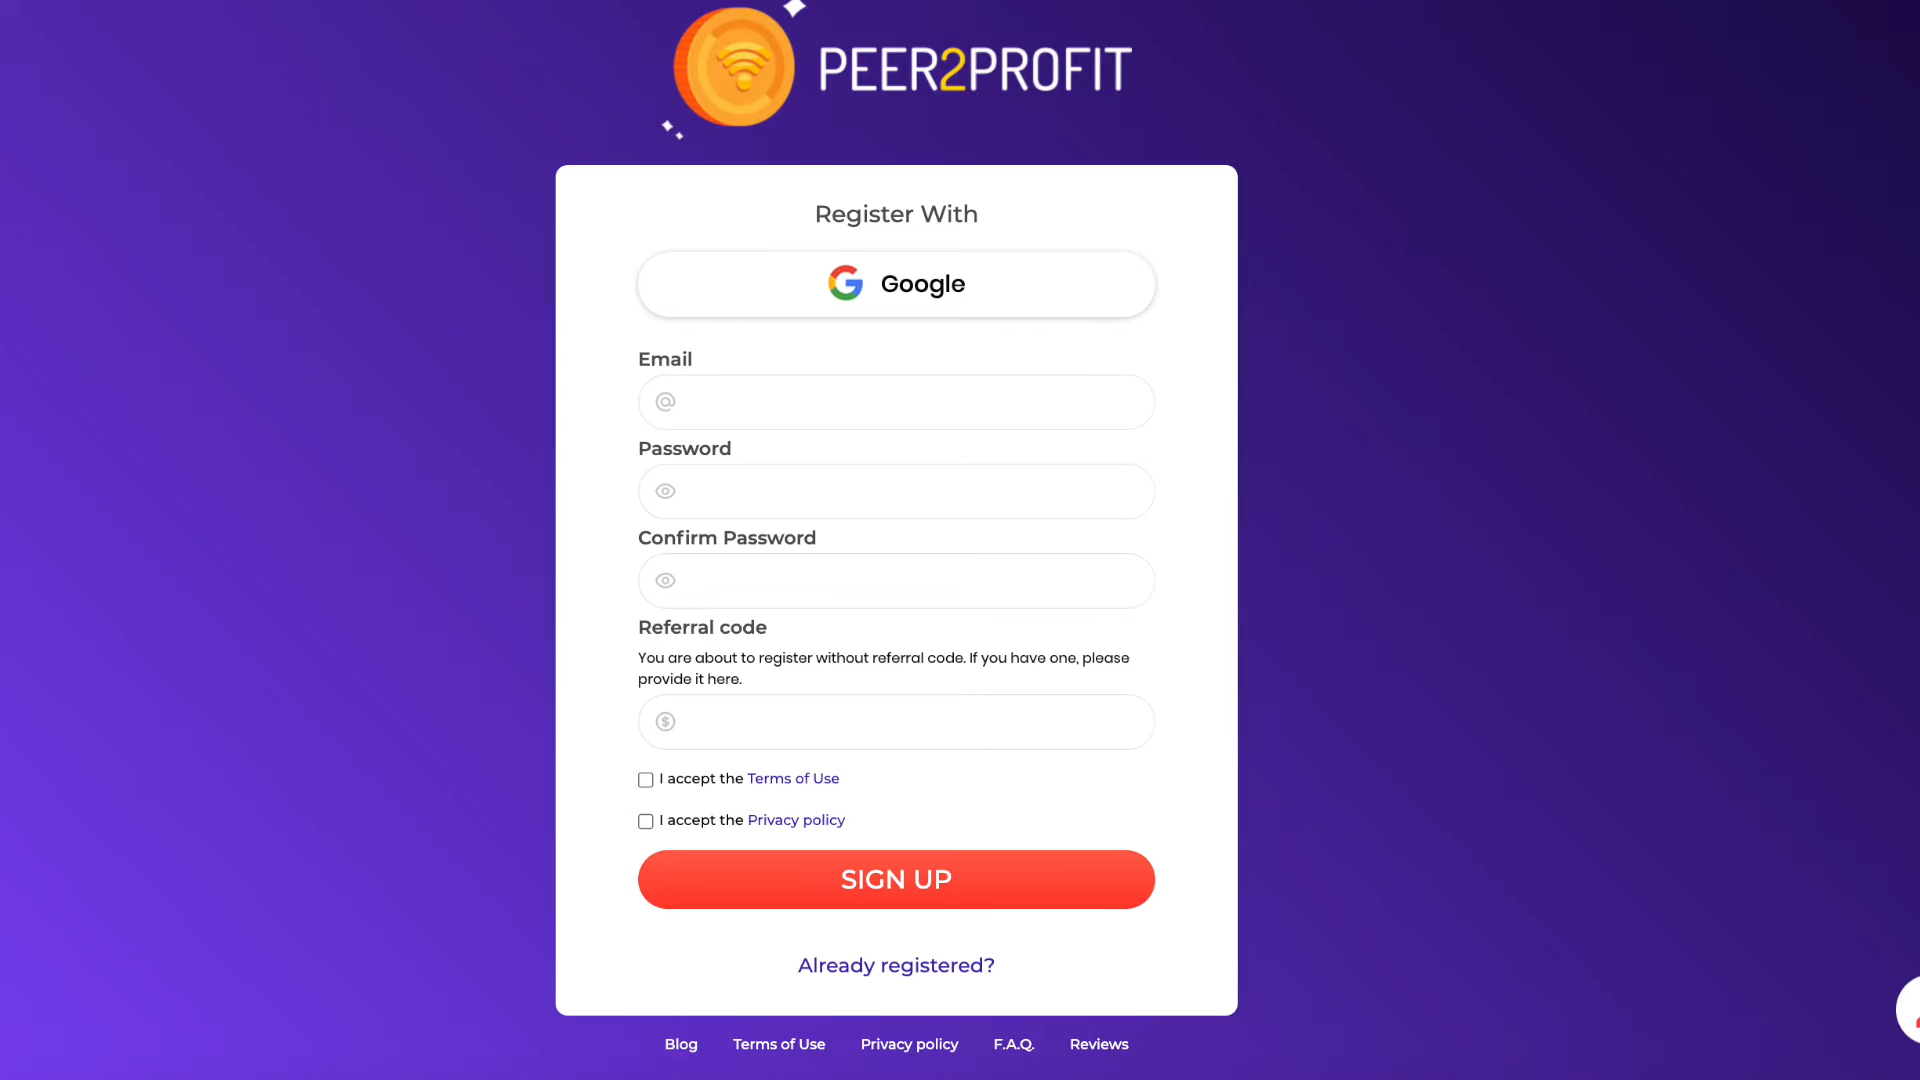 PEER2PROFIT
Register With
Google
Email
Password
Confirm Password
Referral code
You are about to register without referral code. If you have one, please
provide it here.
I accept the Terms of Use
I accept the Privacy policy
SIGN UP
Already registered?
Blog Terms of Use Privacy policy F.A.Q. Reviews